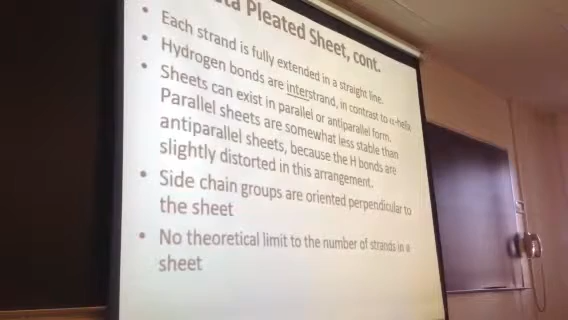 Pleated Sheet, cont.
• Each strand is fully extended in a straight line.
• Hydrogen bonds are interstrand, in contrast to α-helix
• Sheets can exist in parallel or antiparallel form.
Parallel sheets are somewhat less stable than
antiparallel sheets, because the H bonds are
slightly distorted in this arrangement.
• Side chain groups are oriented perpendicular to
the sheet
• No theoretical limit to the number of strands in a
sheet